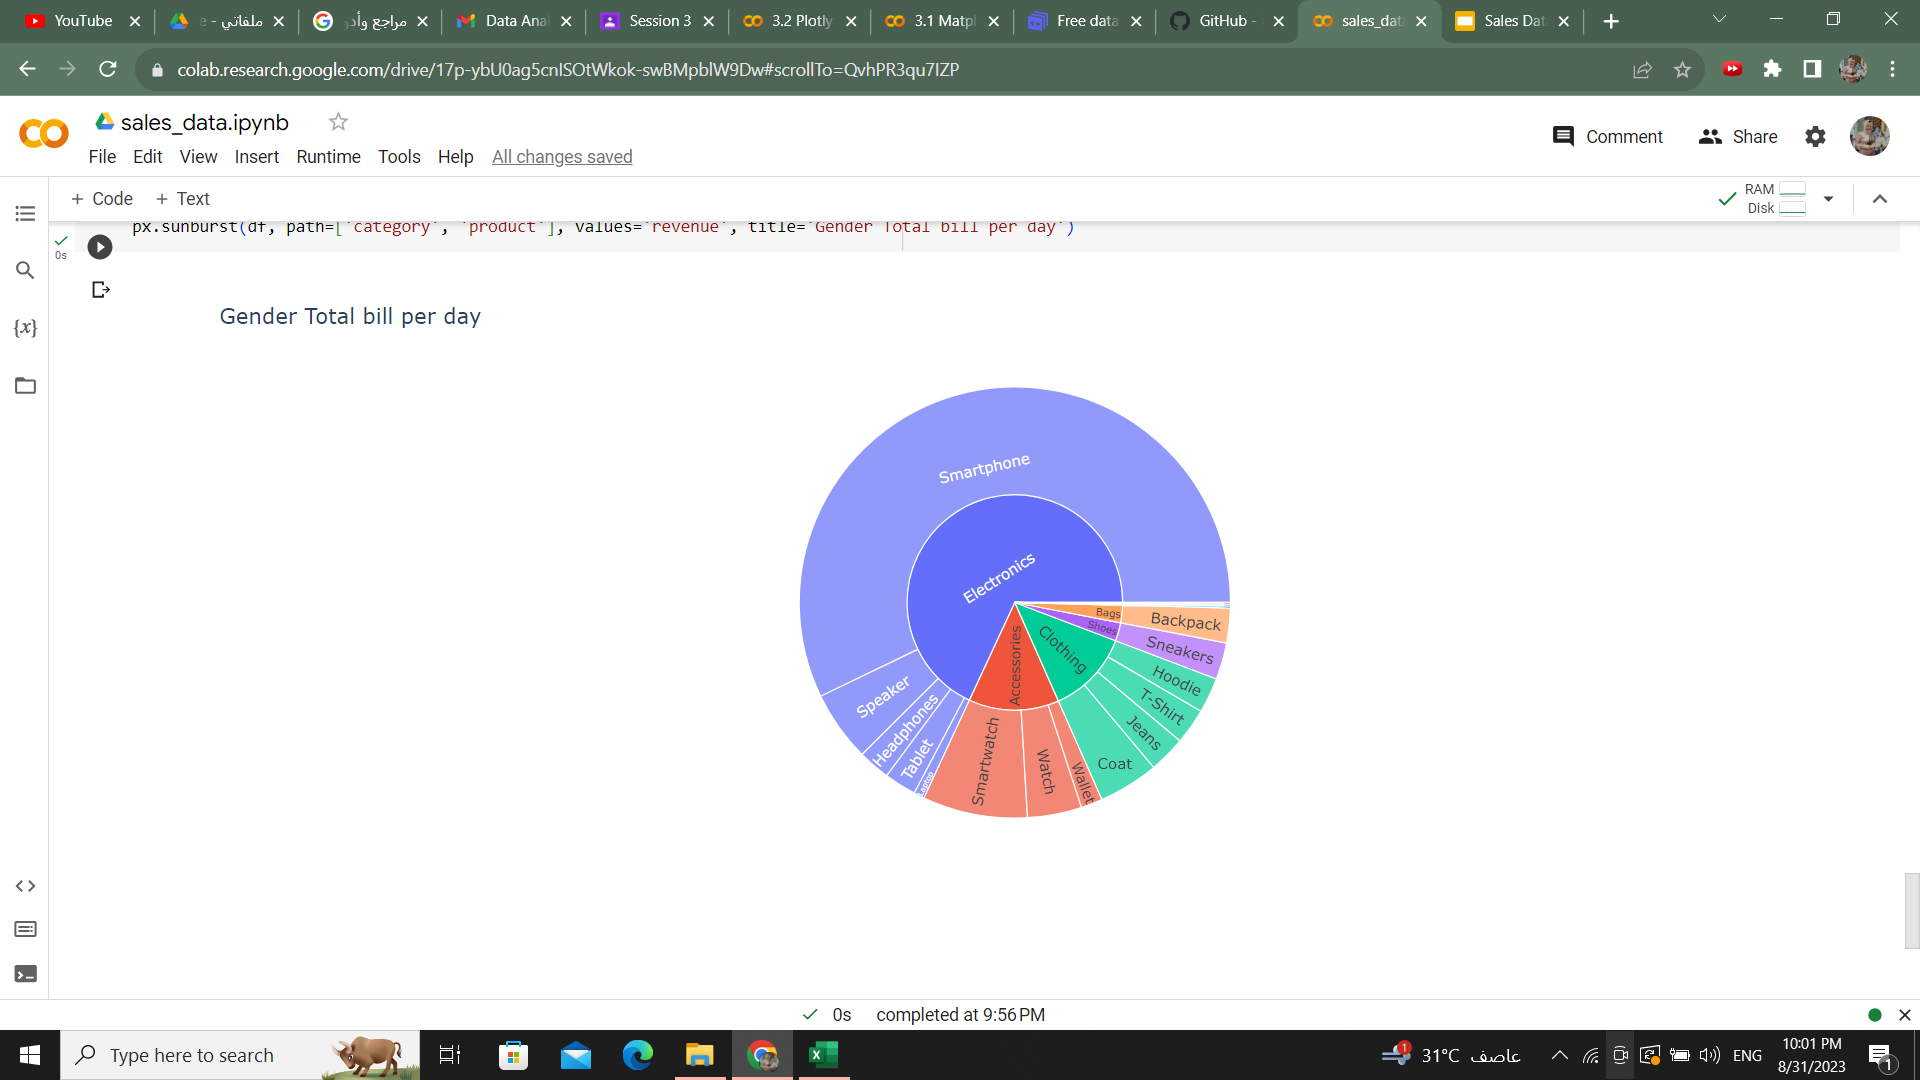 YouTube
ملفاتي - e
مراجع وأدو
Data Anal
Session 3
3.2 Plotly
3.1 Matpl
Free data
GitHub -
sales_dat
Sales Dat
colab.research.google.com/drive/17p-ybU0ag5cnISOtWkok-swBMpblW9Dw#scrollTo=QvhPR3qu7IZP
sales_data.ipynb
Comment
Share
File Edit View Insert Runtime Tools Help All changes saved
+ Code + Text
RAM
Disk
px.sunburst(df, path=['category', 'product'], values='revenue', title='Gender Total bill per day')
0s
{x}
Gender Total bill per day
Smartphone
Electronics
Bags
Backpack
Shoes
Sneakers
Clothing
Accessories
Hoodie
T-Shirt
Jeans
Coat
Speaker
Headphones
Tablet
Laptop
Smartwatch
Watch
Wallet
0s completed at 9:56 PM
Type here to search
1
31°C عاصف
ENG
10:01 PM
8/31/2023
1